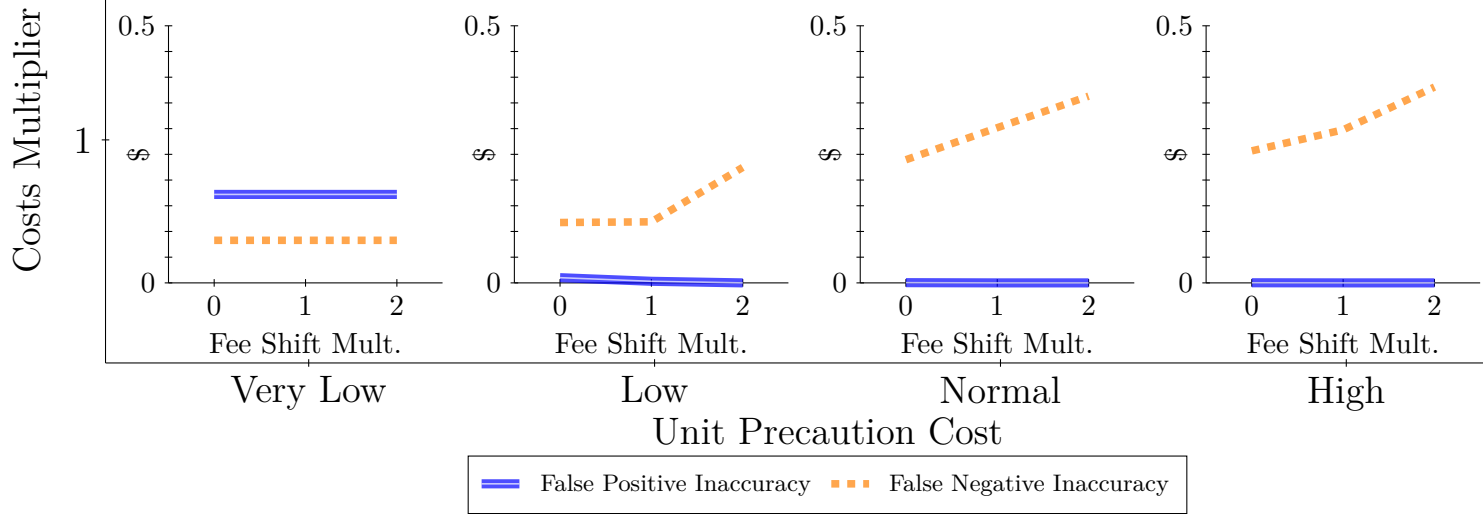 Costs Multiplier
1
0.5
$
0
0 1 2
Fee Shift Mult.
Very Low
0.5
$
0
0 1 2
Fee Shift Mult.
Low
0.5
$
0
0 1 2
Fee Shift Mult.
Normal
0.5
$
0
0 1 2
Fee Shift Mult.
High
Unit Precaution Cost
False Positive Inaccuracy False Negative Inaccuracy